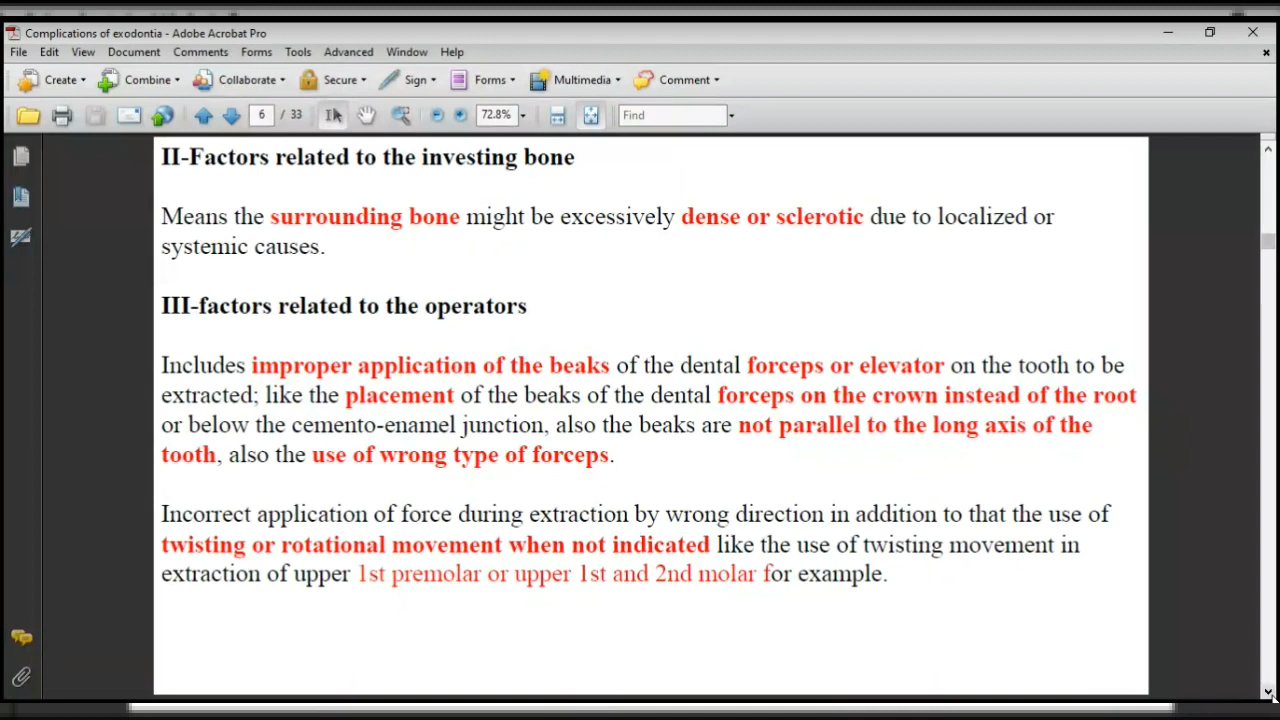 Complications of exodontia - Adobe Acrobat Pro
File Edit View Document Comments Forms Tools Advanced Window Help
Create Combine Collaborate Secure Sign Forms Multimedia Comment
6 / 33 72.8% Find
II-Factors related to the investing bone
Means the surrounding bone might be excessively dense or sclerotic due to localized or
systemic causes.
III-factors related to the operators
Includes improper application of the beaks of the dental forceps or elevator on the tooth to be
extracted; like the placement of the beaks of the dental forceps on the crown instead of the root
or below the cemento-enamel junction, also the beaks are not parallel to the long axis of the
tooth, also the use of wrong type of forceps.
Incorrect application of force during extraction by wrong direction in addition to that the use of
twisting or rotational movement when not indicated like the use of twisting movement in
extraction of upper 1st premolar or upper 1st and 2nd molar for example.